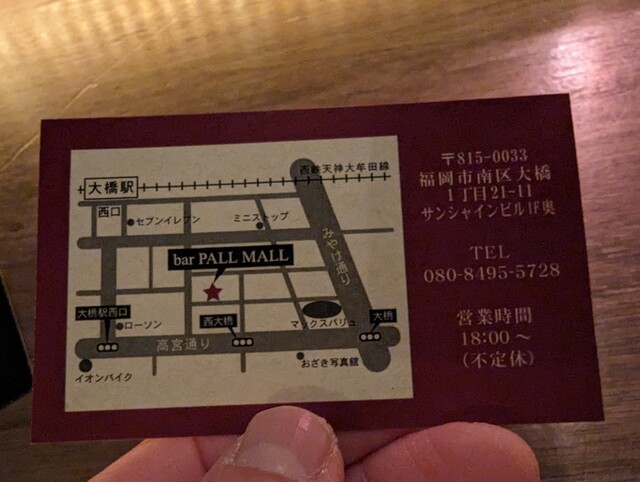 西鉄天神大牟田線
大橋駅
西口
セブンイレブン
ミニストップ
みやけ通り
bar PALL MALL
大橋駅西口
ローソン
西大橋
マックスバリュ
大橋
高宮通り
おざき写真館
イオンバイク
〒815-0033
福岡市南区大橋
1丁目21-11
サンシャインビル1F奥
TEL
080-8495-5728
営業時間
18:00～
(不定休)